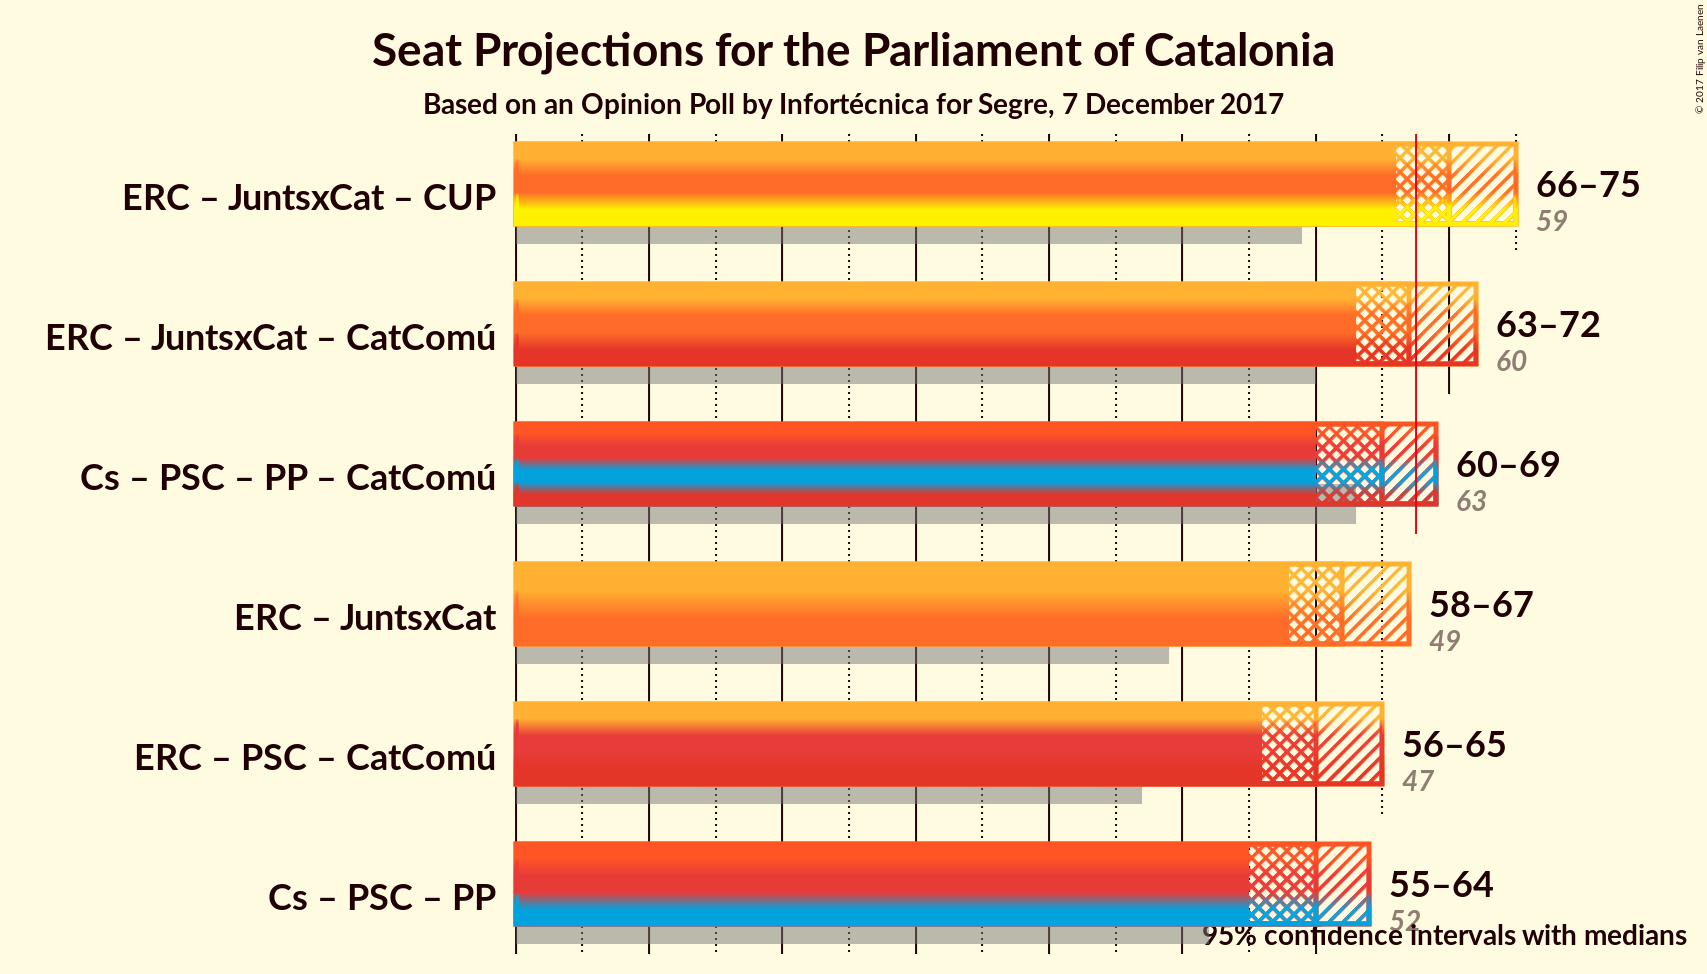 Seat Projections for the Parliament of Catalonia
Based on an Opinion Poll by Infortécnica for Segre, 7 December 2017
© 2017 Filip van Laenen
ERC – JuntsxCat – CUP
66–75
59
ERC – JuntsxCat – CatComú
63–72
60
Cs – PSC – PP – CatComú
60–69
63
ERC – JuntsxCat
58–67
49
ERC – PSC – CatComú
56–65
47
Cs – PSC – PP
55–64
52
95% confidence intervals with medians